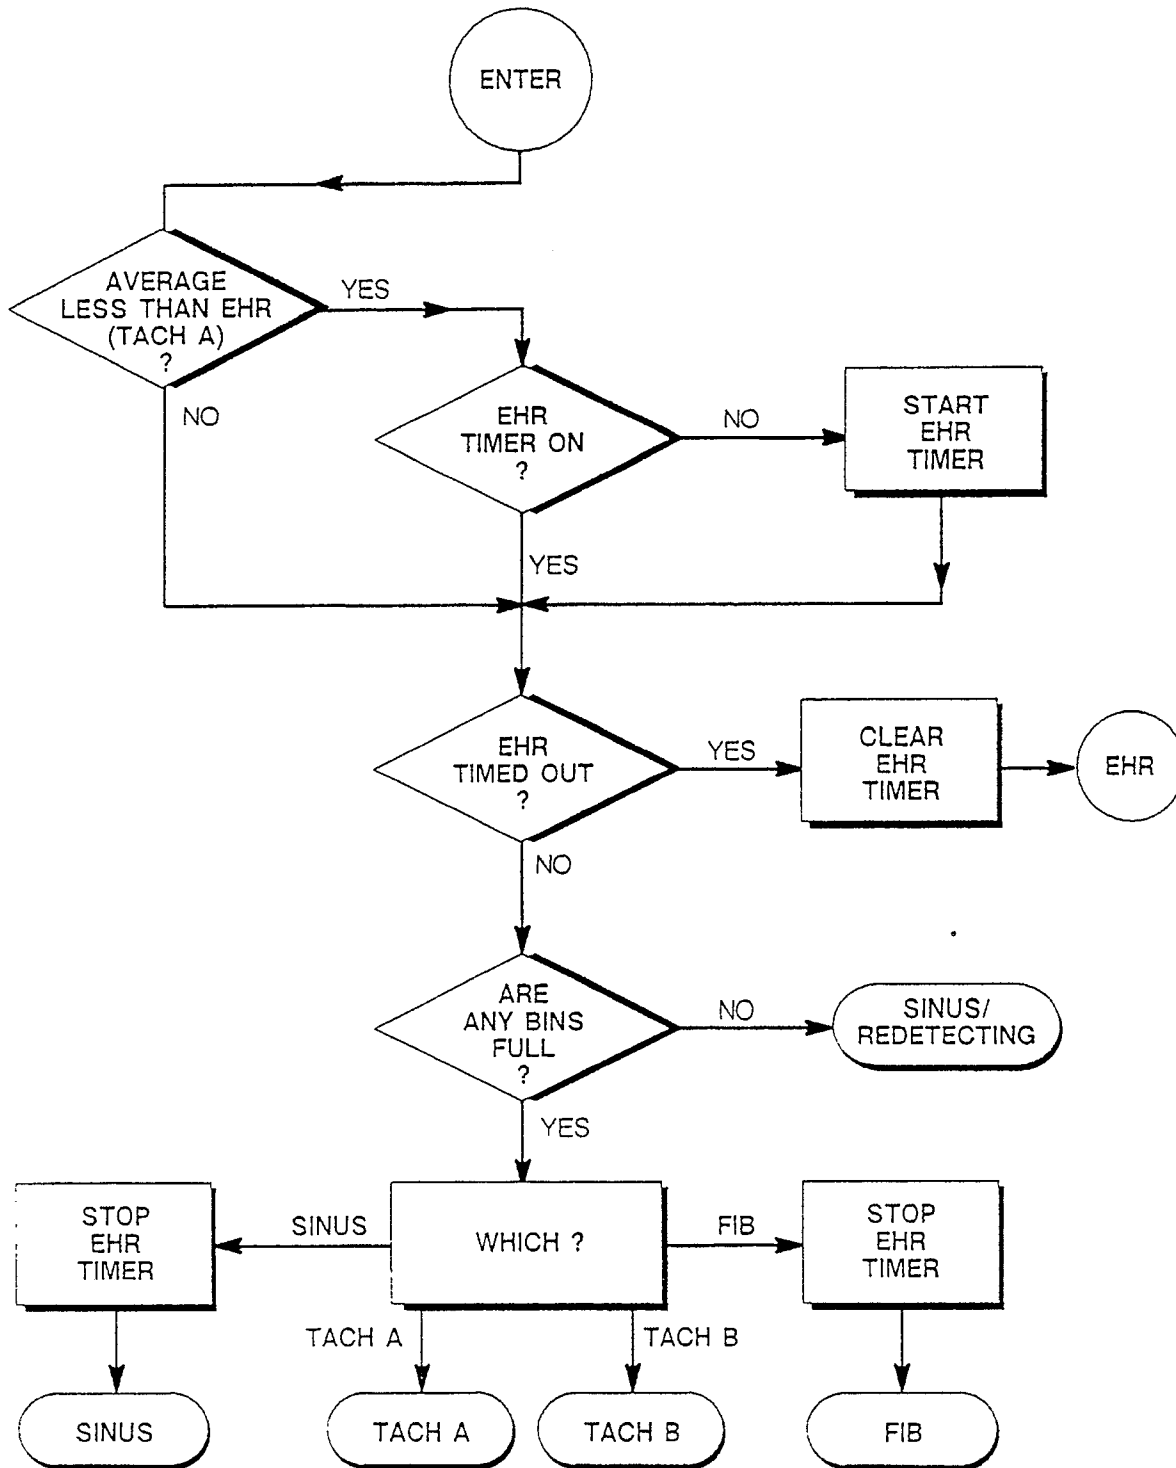 ENTER
AVERAGE
LESS THAN EHR
(TACH A)
?
YES
NO
EHR
TIMER ON
?
NO
START
EHR
TIMER
YES
EHR
TIMED OUT
?
YES
CLEAR
EHR
TIMER
EHR
NO
ARE
ANY BINS
FULL
?
NO
SINUS/
REDETECTING
YES
STOP
EHR
TIMER
SINUS
WHICH ?
FIB
STOP
EHR
TIMER
TACH A
TACH B
SINUS
TACH A
TACH B
FIB